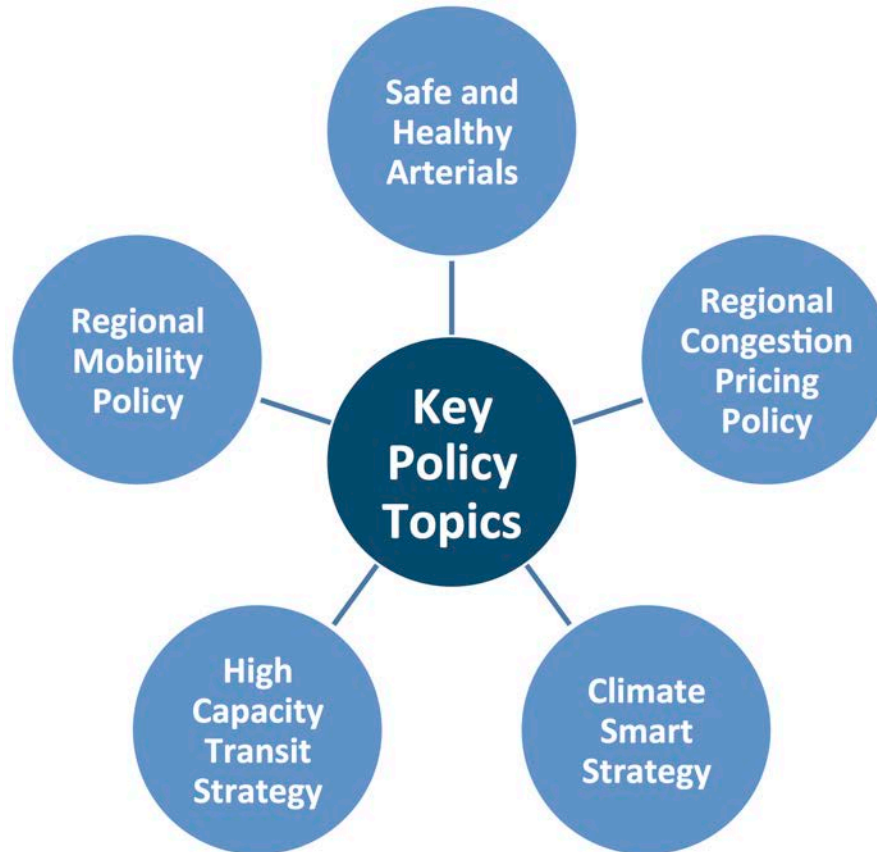 Safe and
Healthy
Arterials
Regional
Mobility
Policy
Regional
Congestion
Pricing
Policy
Key
Policy
Topics
High
Capacity
Transit
Strategy
Climate
Smart
Strategy